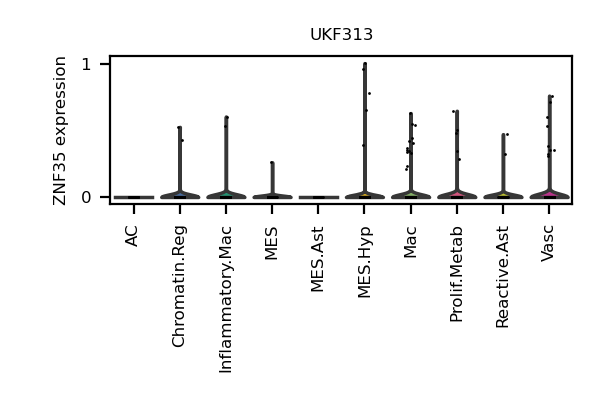 UKF313
ZNF35 expression
1
0
AC
Chromatin.Reg
Inflammatory.Mac
MES
MES.Ast
MES.Hyp
Mac
Prolif.Metab
Reactive.Ast
Vasc